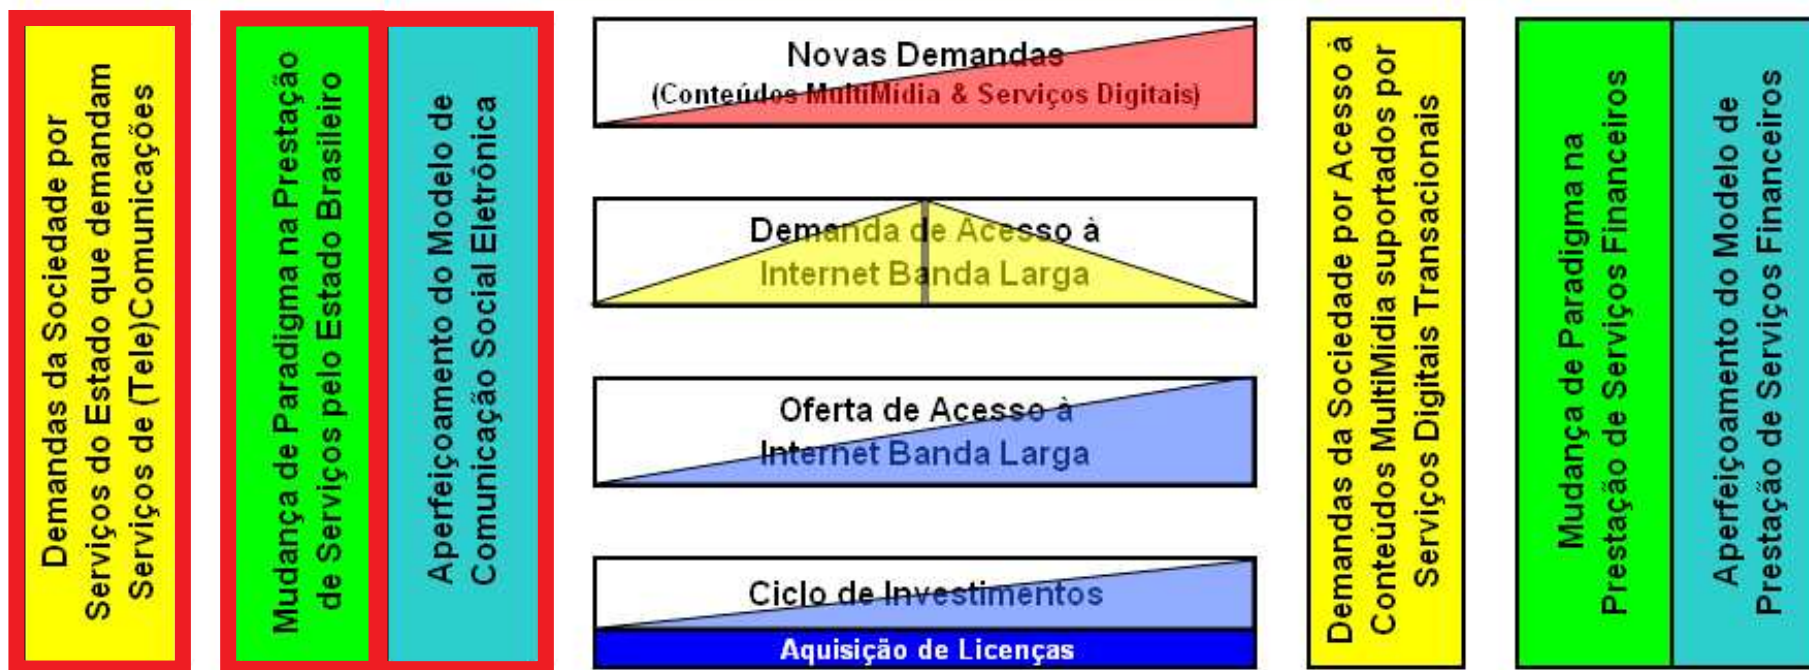 Demandas da Sociedade por
Serviços do Estado que demandam
Serviços de (Tele)Comunicações
Mudança de Paradigma na Prestação
de Serviços pelo Estado Brasileiro
Aperfeiçoamento do Modelo de
Comunicação Social Eletrônica
Novas Demandas
(Conteúdos MultiMídia & Serviços Digitais)
Demanda de Acesso à
Internet Banda Larga
Oferta de Acesso à
Internet Banda Larga
Ciclo de Investimentos
Aquisição de Licenças
Demandas da Sociedade por Acesso à
Conteúdos MultiMídia suportados por
Serviços Digitais Transacionais
Mudança de Paradigma na
Prestação de Serviços Financeiros
Aperfeiçoamento do Modelo de
Prestação de Serviços Financeiros